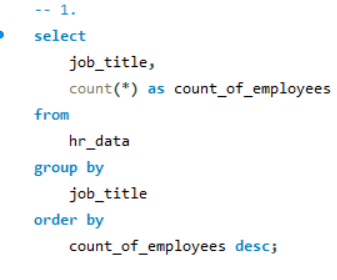 -- 1.
select
job_title,
count(*) as count_of_employees
from
hr_data
group by
job_title
order by
count_of_employees desc;